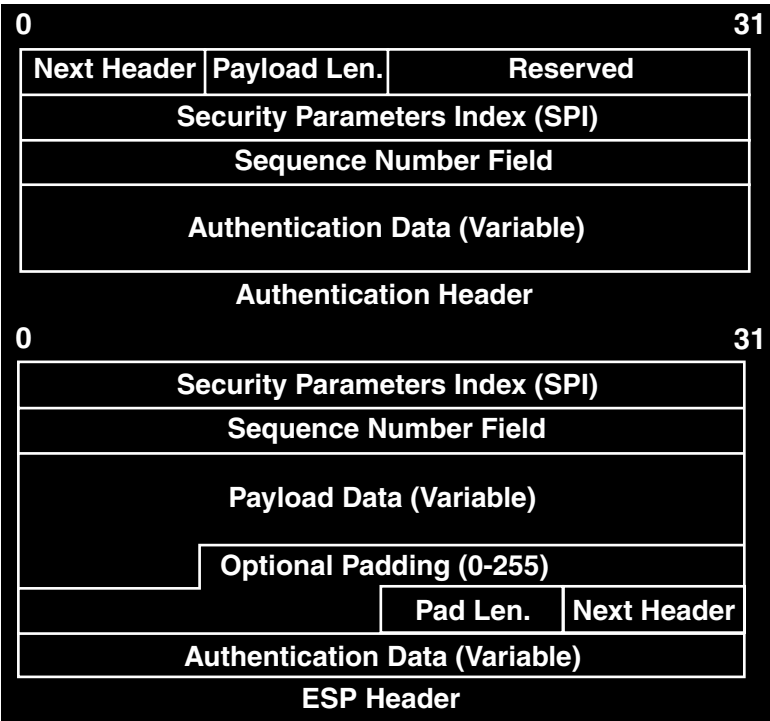 0 31
Next Header Payload Len. Reserved
Security Parameters Index (SPI)
Sequence Number Field
Authentication Data (Variable)
Authentication Header
0 31
Security Parameters Index (SPI)
Sequence Number Field
Payload Data (Variable)
Optional Padding (0-255)
Pad Len. Next Header
Authentication Data (Variable)
ESP Header